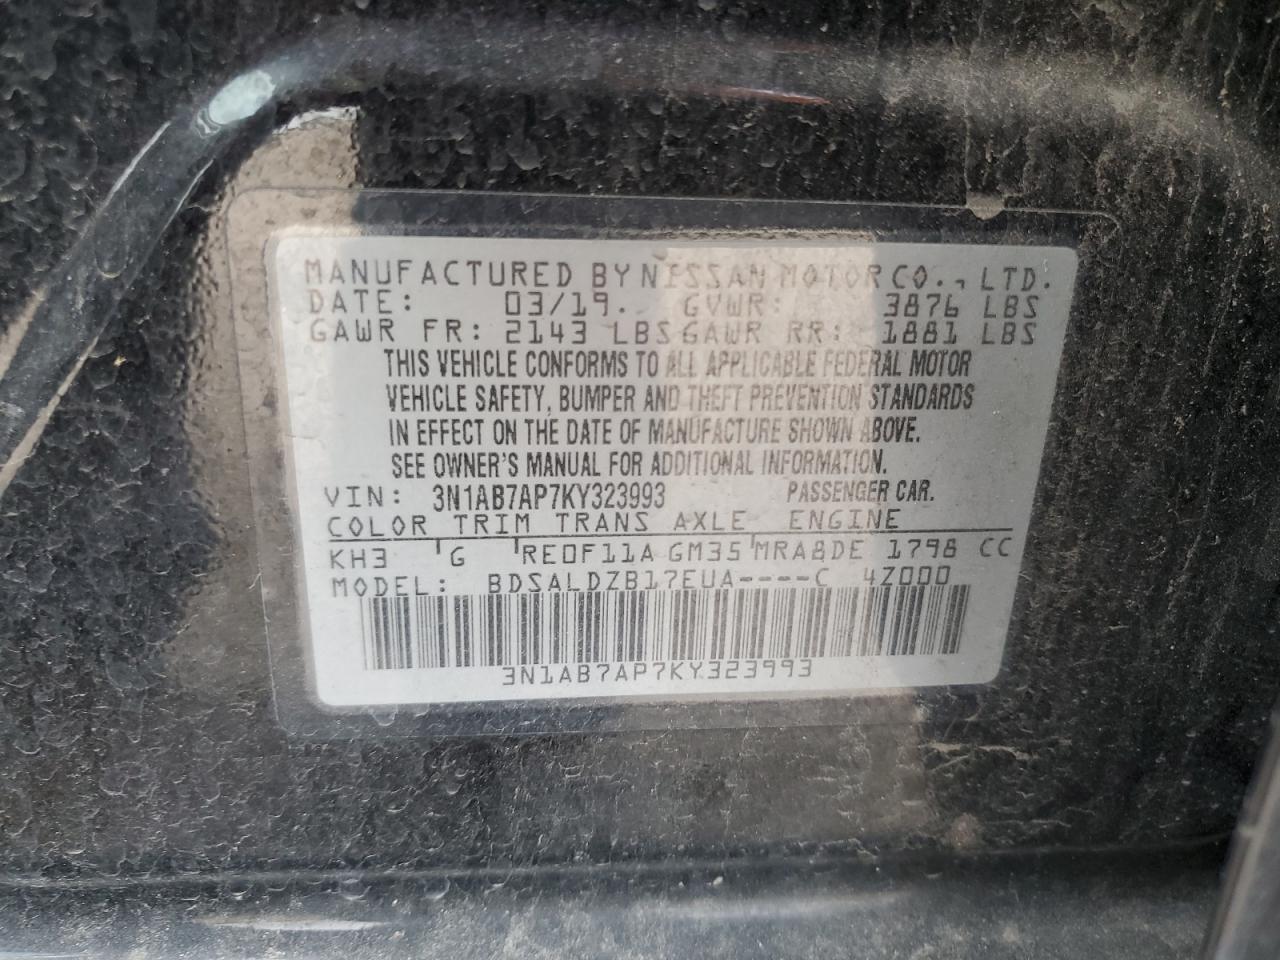 MANUFACTURED BY NISSAN MOTOR CO., LTD.
DATE: 03/19. GVWR: 3876 LBS
GAWR FR: 2143 LBS GAWR RR: 1881 LBS
THIS VEHICLE CONFORMS TO ALL APPLICABLE FEDERAL MOTOR
VEHICLE SAFETY, BUMPER AND THEFT PREVENTION STANDARDS
IN EFFECT ON THE DATE OF MANUFACTURE SHOWN ABOVE.
SEE OWNER'S MANUAL FOR ADDITIONAL INFORMATION.
VIN: 3N1AB7AP7KY323993 PASSENGER CAR.
COLOR TRIM TRANS AXLE ENGINE
KH3 G RE0F11A GM35 MRA8DE 1798 CC
MODEL: BDSALDZB17EUA----C 4Z000
3N1AB7AP7KY323993